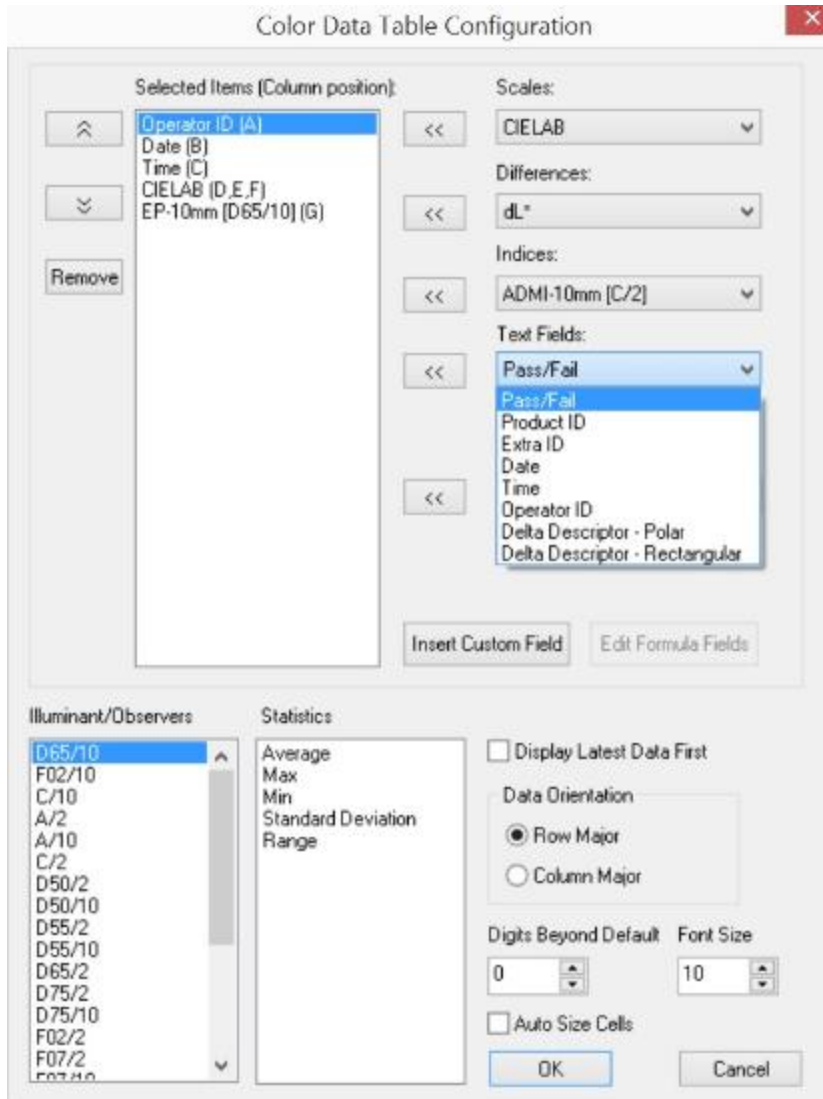 Color Data Table Configuration
Selected Items (Column position):
Operator ID (A)
Date (B)
Time (C)
CIELAB (D,E,F)
EP-10mm [D65/10] (G)
Remove
<<
<<
<<
<<
<<
Scales:
CIELAB
Differences:
dL*
Indices:
ADMI-10mm [C/2]
Text Fields:
Pass/Fail
Pass/Fail
Product ID
Extra ID
Date
Time
Operator ID
Delta Descriptor - Polar
Delta Descriptor - Rectangular
Insert Custom Field
Edit Formula Fields
Illuminant/Observers
D65/10
F02/10
C/10
A/2
A/10
C/2
D50/2
D50/10
D55/2
D55/10
D65/2
D75/2
D75/10
F02/2
F07/2
F07/10
Statistics
Average
Max
Min
Standard Deviation
Range
Display Latest Data First
Data Orientation
Row Major
Column Major
Digits Beyond Default
0
Font Size
10
Auto Size Cells
OK
Cancel